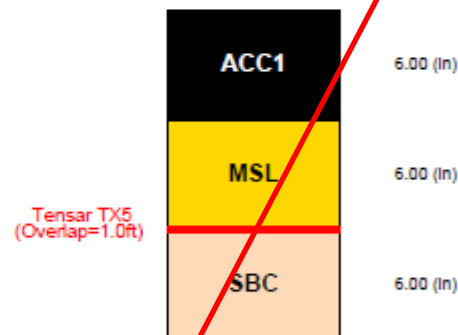 ACC1 6.00 (In)
MSL 6.00 (In)
Tensar TX5
(Overlap=1.0ft)
SBC 6.00 (In)